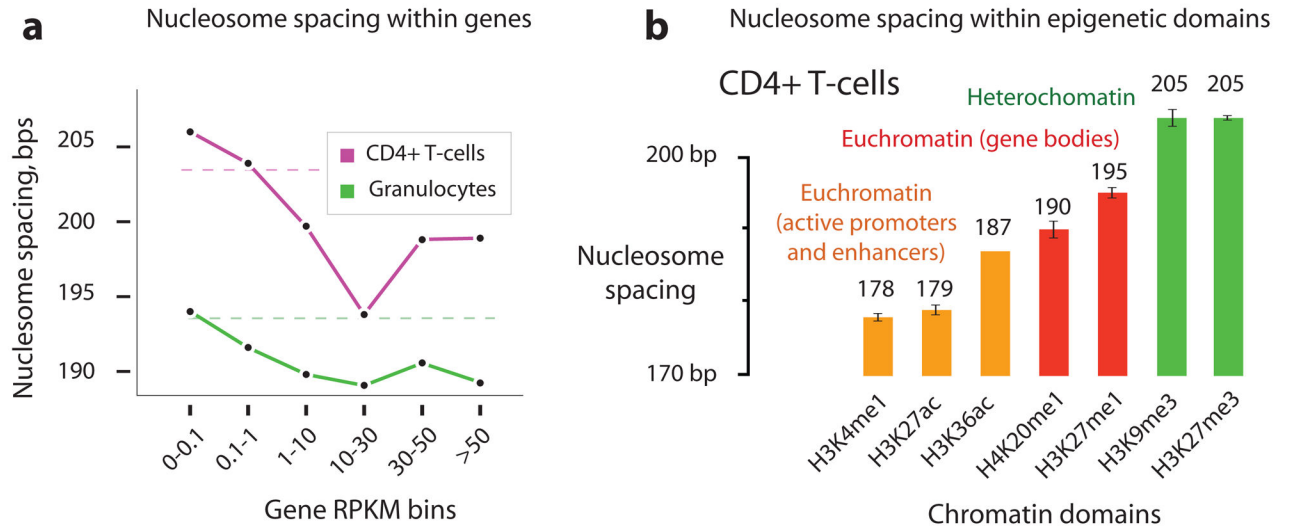 a
Nucleosome spacing within genes
Nuclesome spacing, bps
205
200
195
190
CD4+ T-cells
Granulocytes
0-0.1
0.1-1
1-10
10-30
30-50
>50
Gene RPKM bins
b
Nucleosome spacing within epigenetic domains
CD4+ T-cells
Heterochomatin
Euchromatin (gene bodies)
Euchromatin
(active promoters
and enhancers)
Nucleosome
spacing
200 bp
170 bp
178
179
187
190
195
205
205
H3K4me1
H3K27ac
H3K36ac
H4K20me1
H3K27me1
H3K9me3
H3K27me3
Chromatin domains